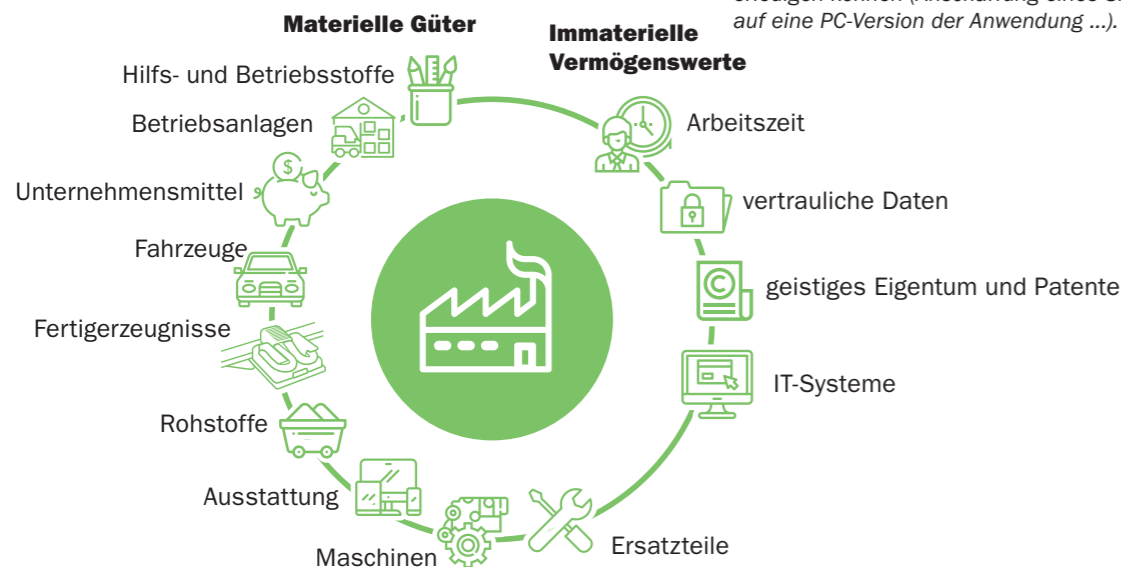 auf eine PC-Version der Anwendung ...).
Materielle Güter
Immaterielle
Vermögenswerte
Hilfs- und Betriebsstoffe
Betriebsanlagen
Unternehmensmittel
Fahrzeuge
Fertigerzeugnisse
Rohstoffe
Ausstattung
Maschinen
Ersatzteile
Arbeitszeit
vertrauliche Daten
geistiges Eigentum und Patente
IT-Systeme